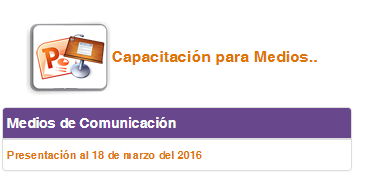 Capacitación para Medios..
Medios de Comunicación
Presentación al 18 de marzo del 2016